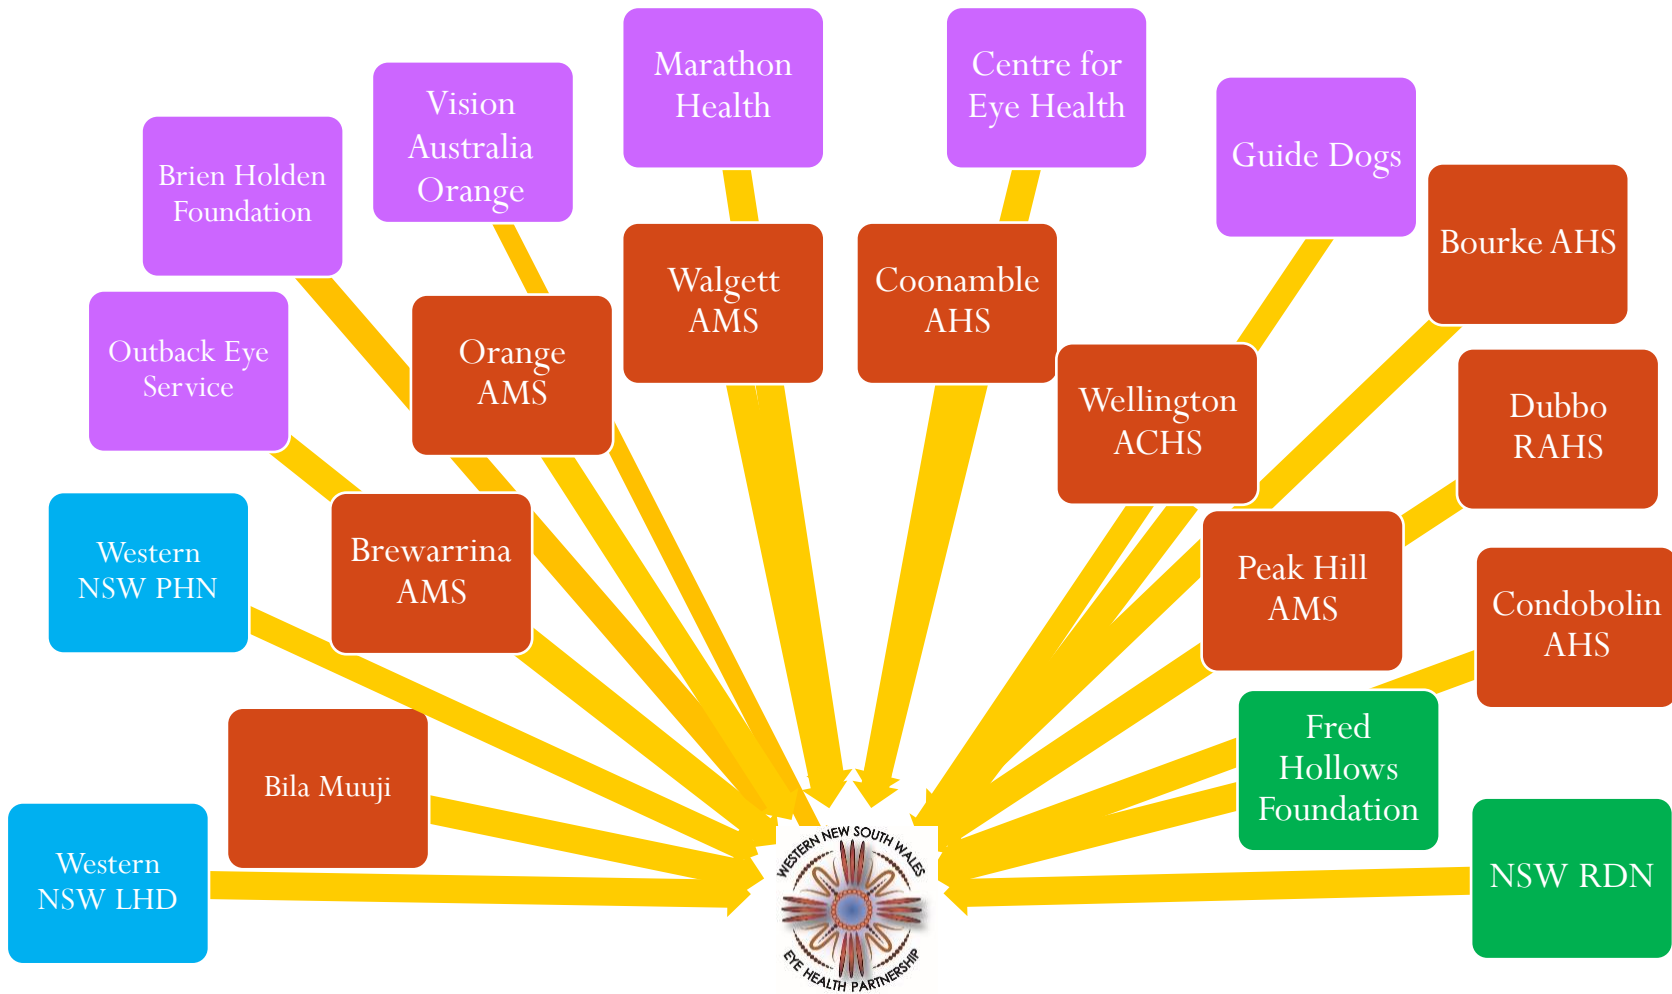 Marathon
Health
Centre for
Eye Health
Vision
Australia
Orange
Guide Dogs
Brien Holden
Foundation
Bourke AHS
Walgett
AMS
Coonamble
AHS
Outback Eye
Service
Orange
AMS
Wellington
ACHS
Dubbo
RAHS
Western
NSW PHN
Brewarrina
AMS
Peak Hill
AMS
Condobolin
AHS
Bila Muuji
Fred
Hollows
Foundation
Western
NSW LHD
NSW RDN
WESTERN NEW SOUTH WALES
EYE HEALTH PARTNERSHIP